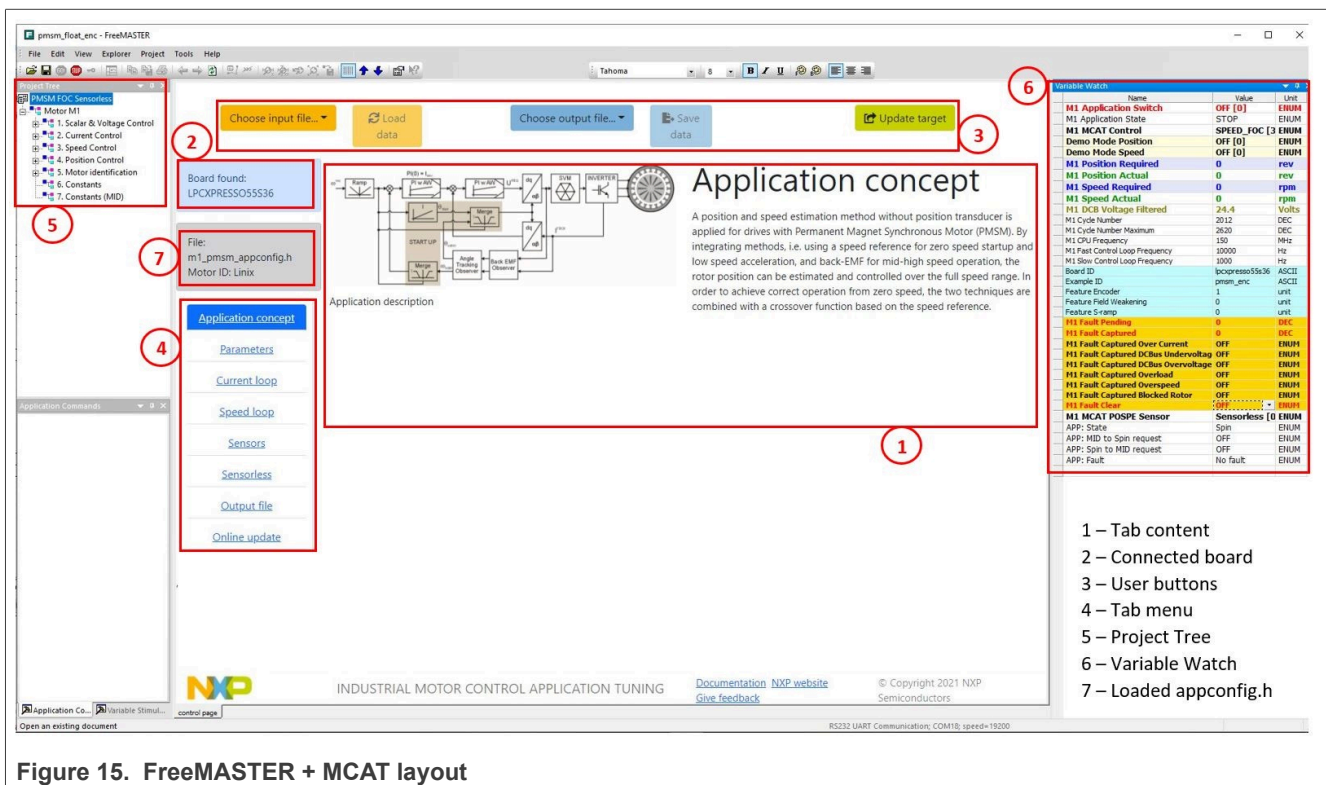 pmsm_float_enc - FreeMASTER
File Edit View Explorer Project Tools Help
Tahoma 8 B I U
Project Tree
PMSM FOC Sensorless
Motor M1
1. Scalar & Voltage Control
2. Current Control
3. Speed Control
4. Position Control
5. Motor identification
6. Constants
7. Constants (MID)
5
Application Commands
Application Co... Variable Stimul...
Open an existing document
Choose input file...
Load data
Choose output file...
Save data
Update target
2
3
Board found:
LPCXPRESSO55S36
7
File:
m1_pmsm_appconfig.h
Motor ID: Linix
4
Application concept
Parameters
Current loop
Speed loop
Sensors
Sensorless
Output file
Online update
Ramp
PI w AW
PI w AW
dq
αβ
SVM
INVERTER
Merge
START UP
dq
αβ
Merge
Angle Tracking Observer
Back EMF Observer
Application description
Application concept
A position and speed estimation method without position transducer is
applied for drives with Permanent Magnet Synchronous Motor (PMSM). By
integrating methods, i.e. using a speed reference for zero speed startup and
low speed acceleration, and back-EMF for mid-high speed operation, the
rotor position can be estimated and controlled over the full speed range. In
order to achieve correct operation from zero speed, the two techniques are
combined with a crossover function based on the speed reference.
1
NXP
INDUSTRIAL MOTOR CONTROL APPLICATION TUNING
Documentation NXP website
Give feedback
© Copyright 2021 NXP
Semiconductors
control page
RS232 UART Communication; COM18; speed=19200
6
Variable Watch
Name Value Unit
M1 Application Switch OFF [0] ENUM
M1 Application State STOP ENUM
M1 MCAT Control SPEED_FOC [3 ENUM
Demo Mode Position OFF [0] ENUM
Demo Mode Speed OFF [0] ENUM
M1 Position Required 0 rev
M1 Position Actual 0 rev
M1 Speed Required 0 rpm
M1 Speed Actual 0 rpm
M1 DCB Voltage Filtered 24.4 Volts
M1 Cycle Number 2012 DEC
M1 Cycle Number Maximum 2620 DEC
M1 CPU Frequency 150 MHz
M1 Fast Control Loop Frequency 10000 Hz
M1 Slow Control Loop Frequency 1000 Hz
Board ID lpcxpresso55s36 ASCII
Example ID pmsm_enc ASCII
Feature Encoder 1 unit
Feature Field Weakening 0 unit
Feature S-ramp 0 unit
M1 Fault Pending 0 DEC
M1 Fault Captured 0 DEC
M1 Fault Captured Over Current OFF ENUM
M1 Fault Captured DCBus Undervoltag OFF ENUM
M1 Fault Captured DCBus Overvoltage OFF ENUM
M1 Fault Captured Overload OFF ENUM
M1 Fault Captured Overspeed OFF ENUM
M1 Fault Captured Blocked Rotor OFF ENUM
M1 Fault Clear OFF ENUM
M1 MCAT POSPE Sensor Sensorless [0 ENUM
APP: State Spin ENUM
APP: MID to Spin request OFF ENUM
APP: Spin to MID request OFF ENUM
APP: Fault No fault ENUM
1 – Tab content
2 – Connected board
3 – User buttons
4 – Tab menu
5 – Project Tree
6 – Variable Watch
7 – Loaded appconfig.h
Figure 15. FreeMASTER + MCAT layout